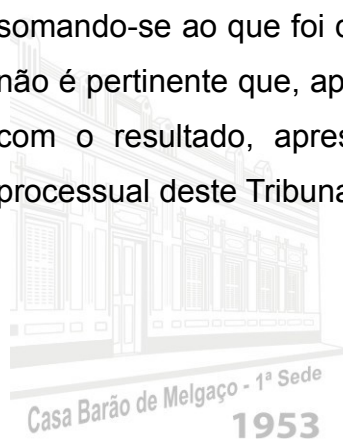 somando-se ao que foi
não é pertinente que, ap
com o resultado, apres
processual deste Tribuna
Casa Barão de Melgaço - 1ª Sede
1953